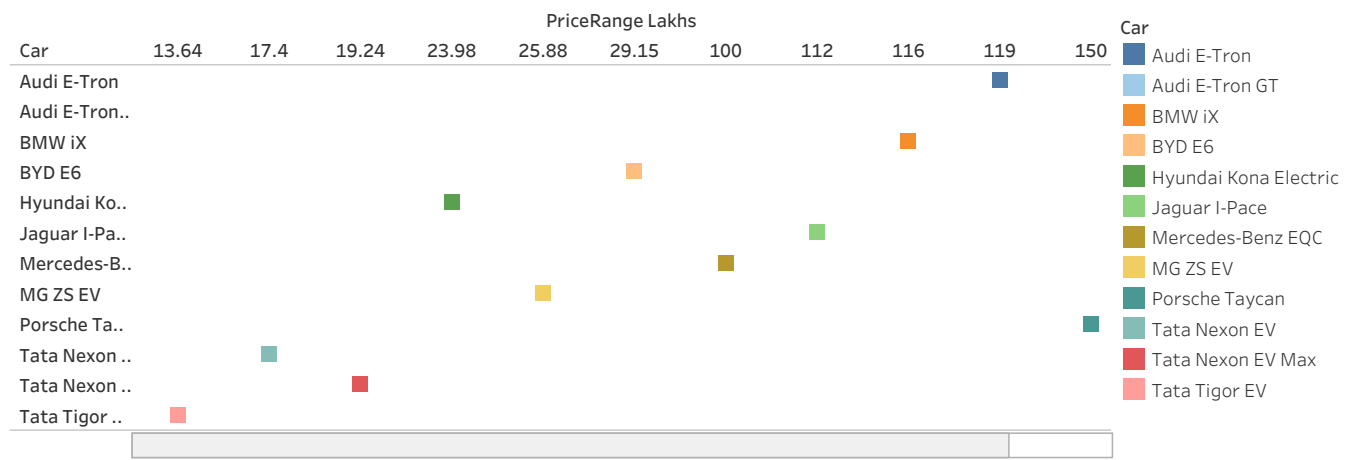 PriceRange Lakhs
Car 13.64 17.4 19.24 23.98 25.88 29.15 100 112 116 119 150
Audi E-Tron
Audi E-Tron..
BMW iX
BYD E6
Hyundai Ko..
Jaguar I-Pa..
Mercedes-B..
MG ZS EV
Porsche Ta..
Tata Nexon ..
Tata Nexon ..
Tata Tigor ..
Car
Audi E-Tron
Audi E-Tron GT
BMW iX
BYD E6
Hyundai Kona Electric
Jaguar I-Pace
Mercedes-Benz EQC
MG ZS EV
Porsche Taycan
Tata Nexon EV
Tata Nexon EV Max
Tata Tigor EV